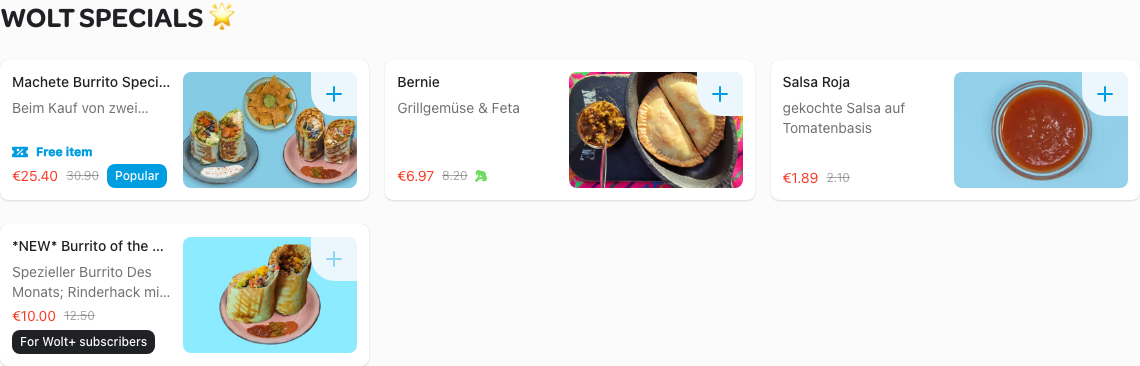 WOLT SPECIALS 🌟
Machete Burrito Speci...
Beim Kauf von zwei...
Free item
€25.40 30.90 Popular
Bernie
Grillgemüse & Feta
€6.97 8.20
Salsa Roja
gekochte Salsa auf
Tomatenbasis
€1.89 2.10
*NEW* Burrito of the ...
Spezieller Burrito Des
Monats; Rinderhack mi...
€10.00 12.50
For Wolt+ subscribers